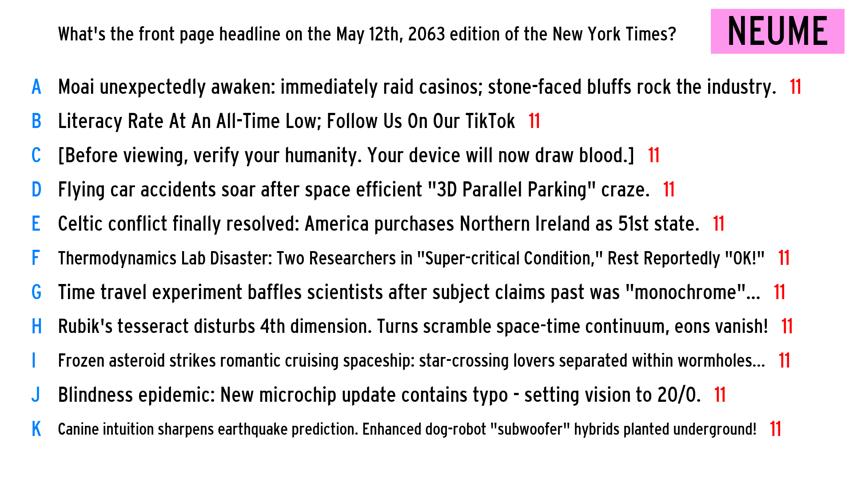 What's the front page headline on the May 12th, 2063 edition of the New York Times?
NEUME
A Moai unexpectedly awaken: immediately raid casinos; stone-faced bluffs rock the industry. 11
B Literacy Rate At An All-Time Low; Follow Us On Our TikTok 11
C [Before viewing, verify your humanity. Your device will now draw blood.] 11
D Flying car accidents soar after space efficient "3D Parallel Parking" craze. 11
E Celtic conflict finally resolved: America purchases Northern Ireland as 51st state. 11
F Thermodynamics Lab Disaster: Two Researchers in "Super-critical Condition," Rest Reportedly "OK!" 11
G Time travel experiment baffles scientists after subject claims past was "monochrome"... 11
H Rubik's tesseract disturbs 4th dimension. Turns scramble space-time continuum, eons vanish! 11
I Frozen asteroid strikes romantic cruising spaceship: star-crossing lovers separated within wormholes... 11
J Blindness epidemic: New microchip update contains typo - setting vision to 20/0. 11
K Canine intuition sharpens earthquake prediction. Enhanced dog-robot "subwoofer" hybrids planted underground! 11